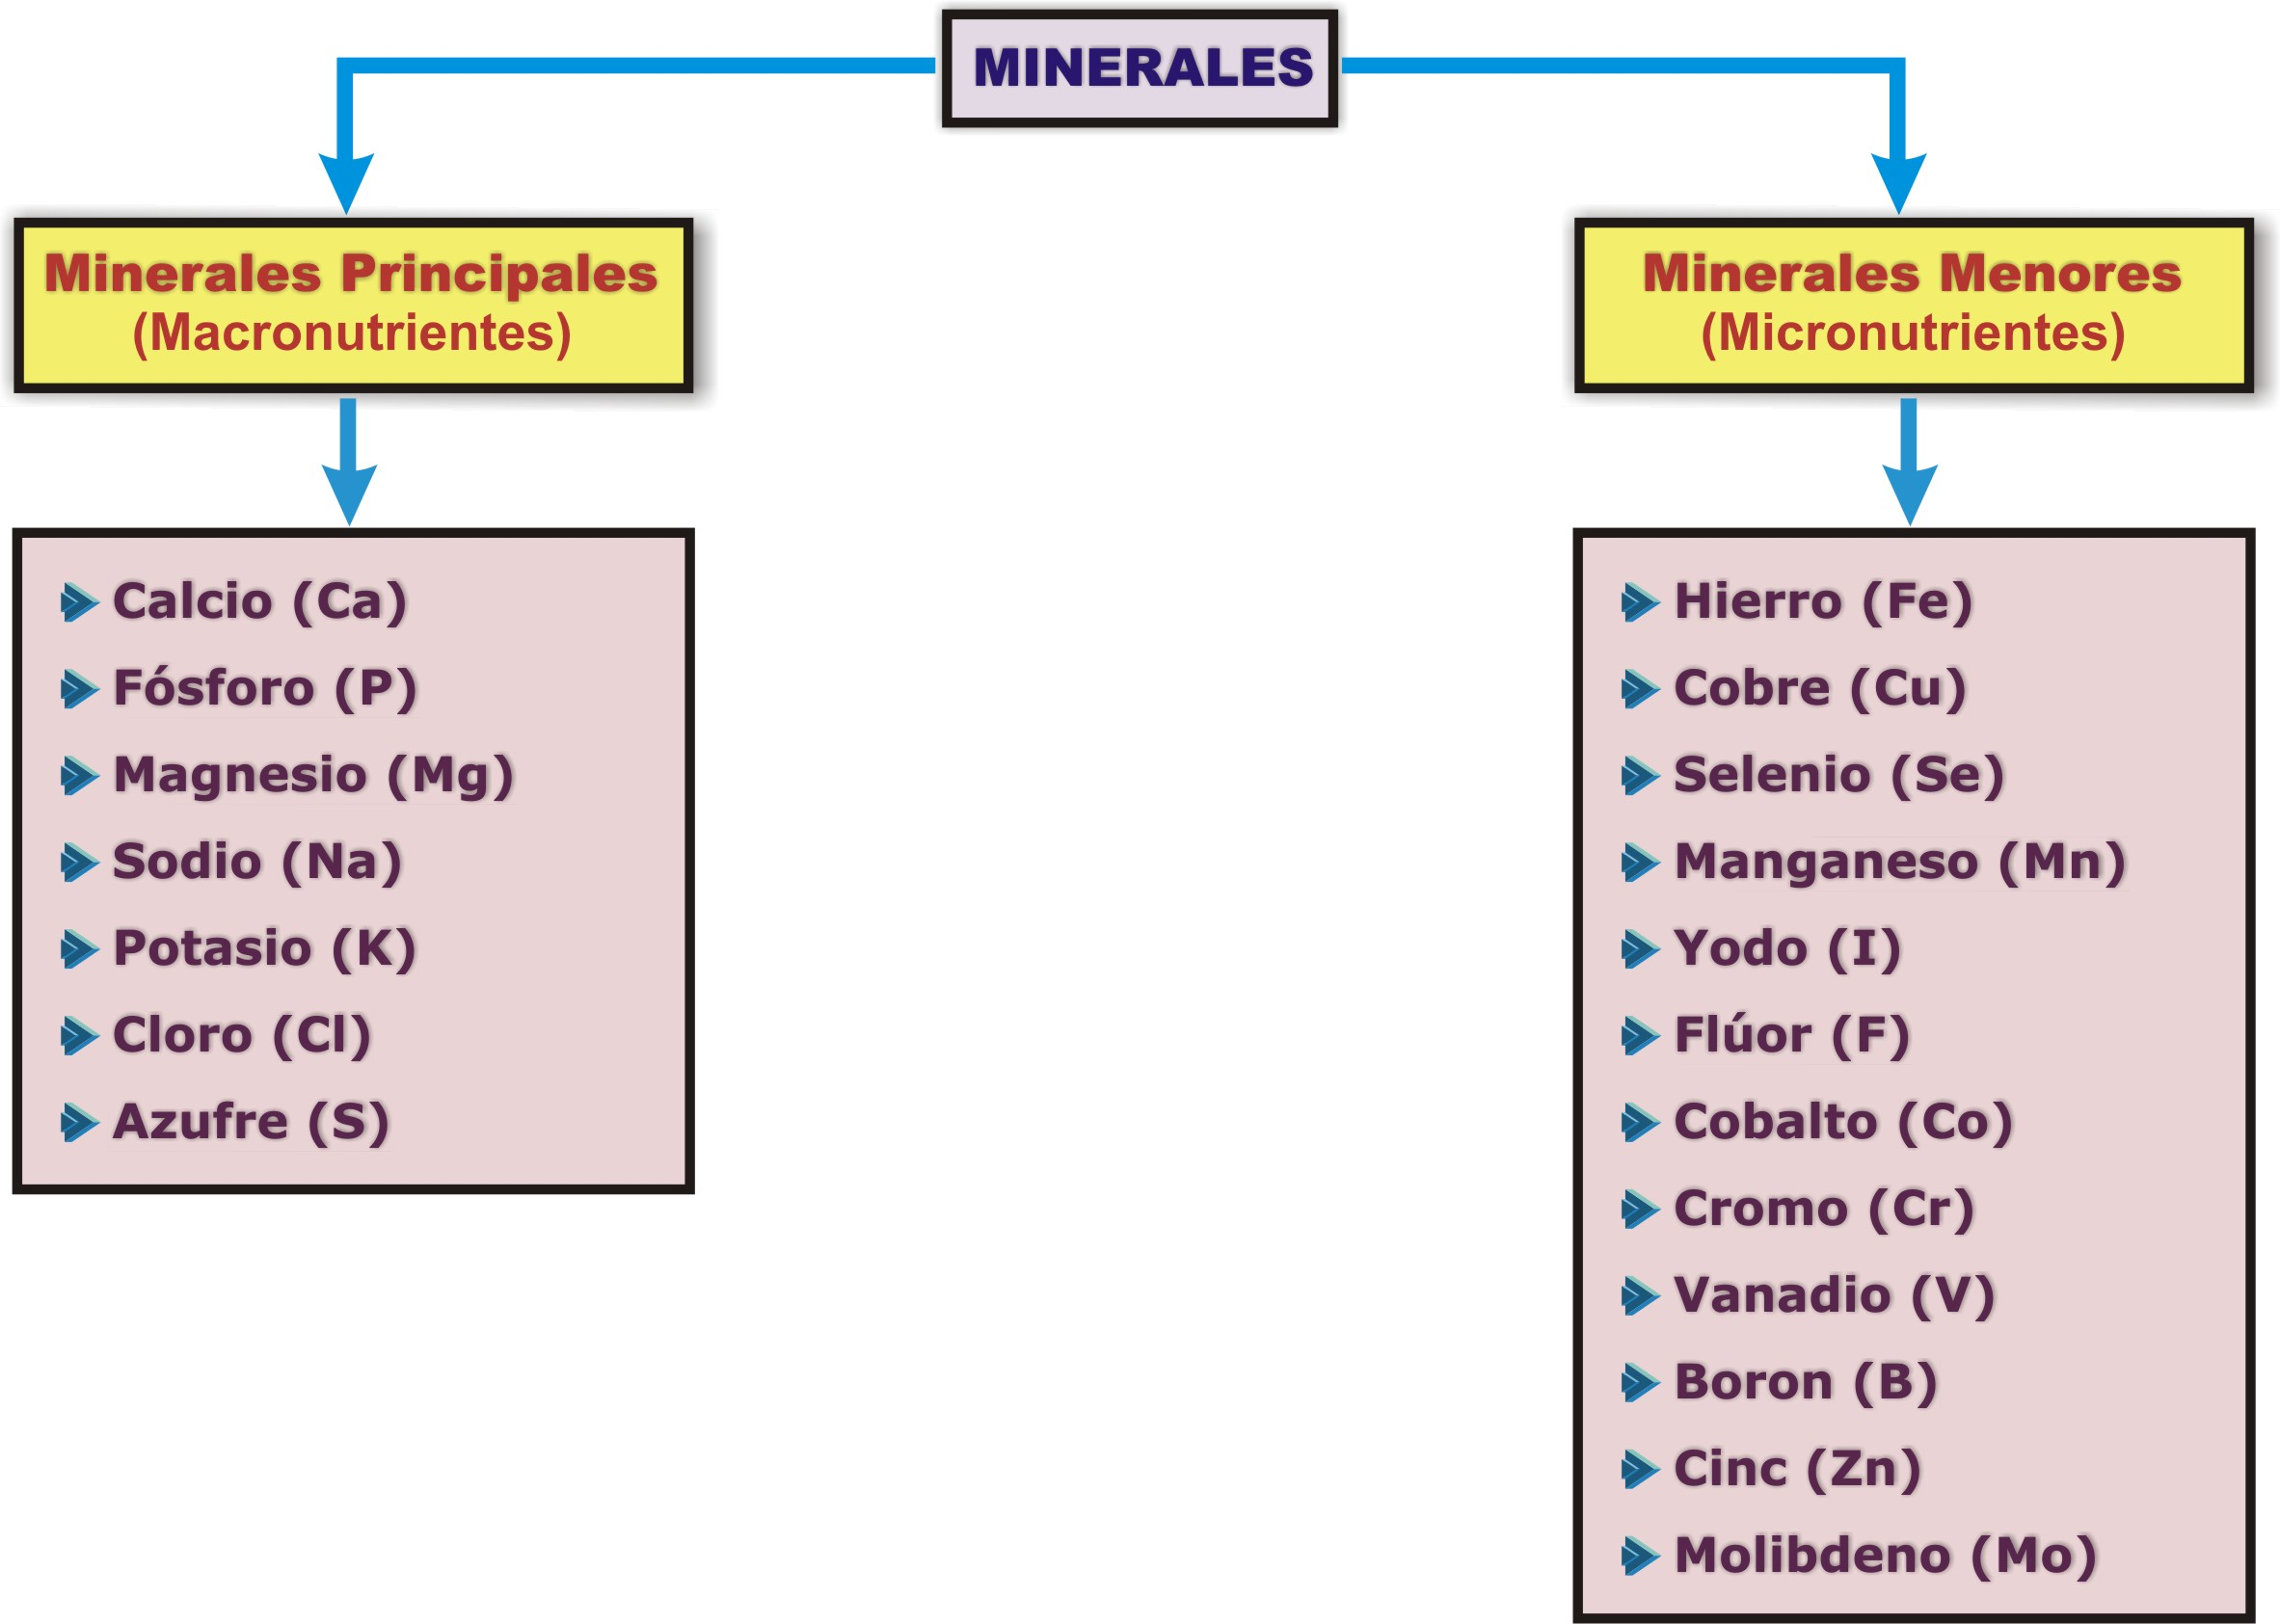 MINERALES
Minerales Principales
(Macronutrientes)
Calcio (Ca)
Fósforo (P)
Magnesio (Mg)
Sodio (Na)
Potasio (K)
Cloro (Cl)
Azufre (S)
Minerales Menores
(Micronutrientes)
Hierro (Fe)
Cobre (Cu)
Selenio (Se)
Manganeso (Mn)
Yodo (I)
Flúor (F)
Cobalto (Co)
Cromo (Cr)
Vanadio (V)
Boron (B)
Cinc (Zn)
Molibdeno (Mo)